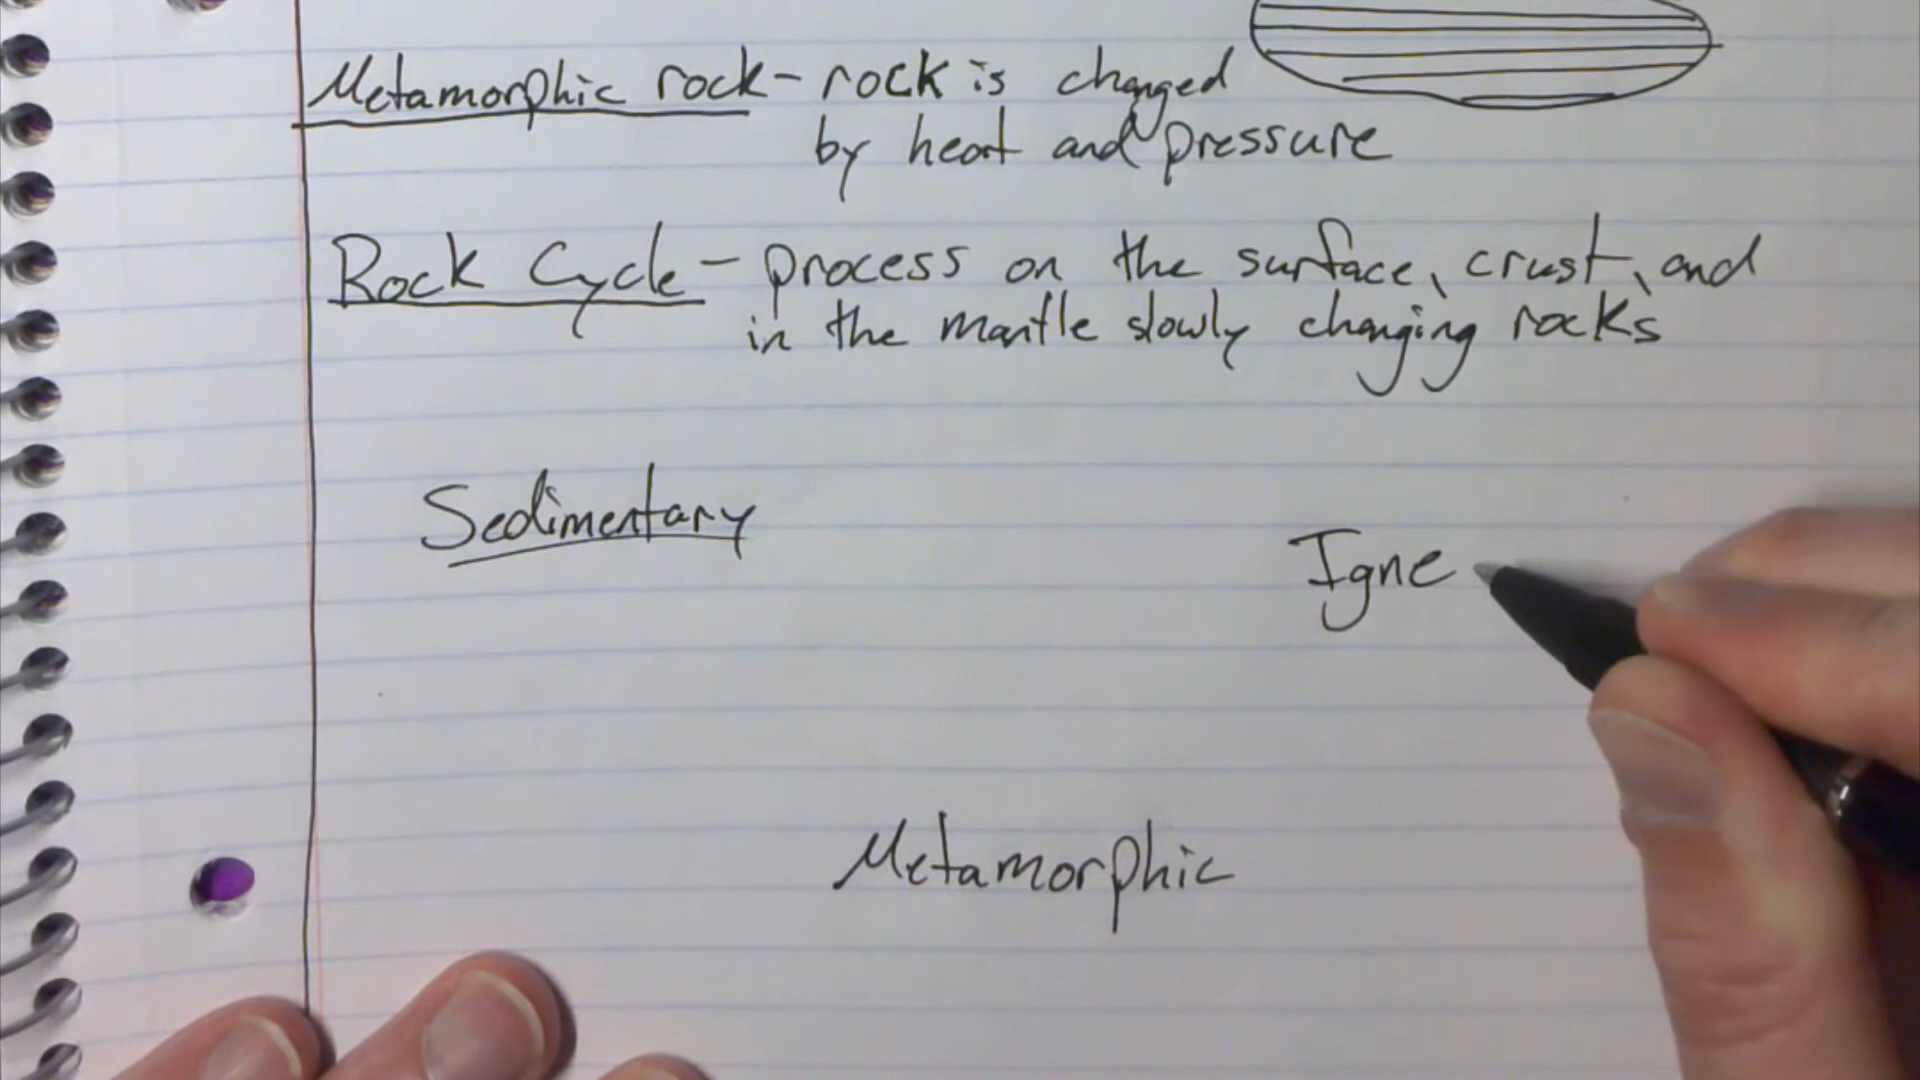 Metamorphic rock - rock is changed
by heat and pressure
Rock Cycle - process on the surface, crust, and
in the mantle slowly changing rocks
Sedimentary
Igne
Metamorphic